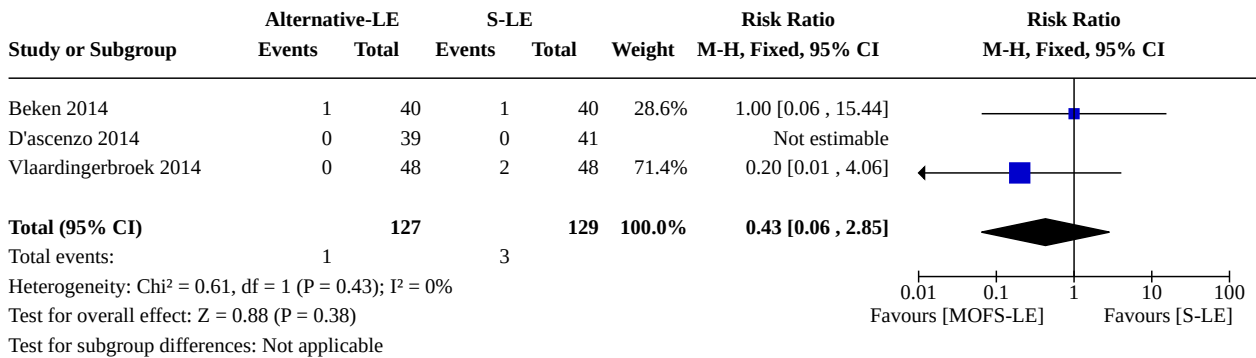 Alternative-LE S-LE Risk Ratio Risk Ratio
Study or Subgroup Events Total Events Total Weight M-H, Fixed, 95% CI M-H, Fixed, 95% CI
Beken 2014 1 40 1 40 28.6% 1.00 [0.06 , 15.44]
D'ascenzo 2014 0 39 0 41 Not estimable
Vlaardingerbroek 2014 0 48 2 48 71.4% 0.20 [0.01 , 4.06]
Total (95% CI) 127 129 100.0% 0.43 [0.06 , 2.85]
Total events: 1 3
Heterogeneity: Chi² = 0.61, df = 1 (P = 0.43); I² = 0%
0.01 0.1 1 10 100
Test for overall effect: Z = 0.88 (P = 0.38) Favours [MOFS-LE] Favours [S-LE]
Test for subgroup differences: Not applicable